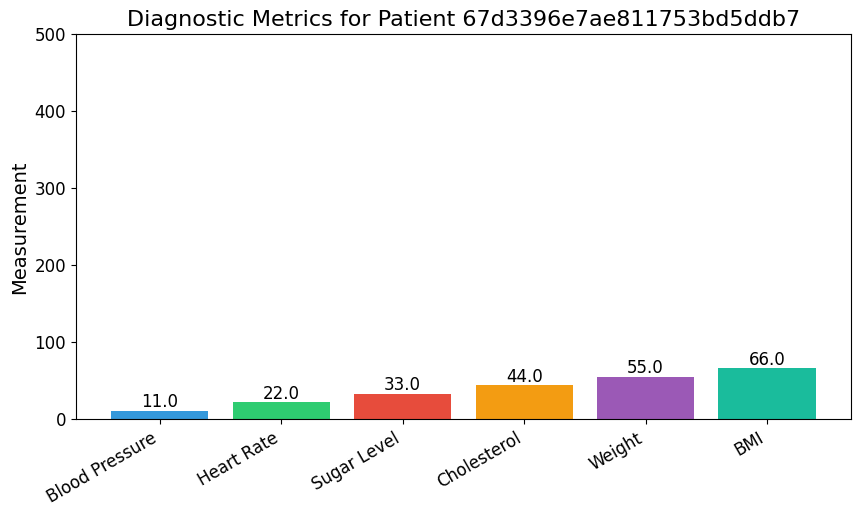 Diagnostic Metrics for Patient 67d3396e7ae811753bd5ddb7
Measurement
500
400
300
200
100
0
11.0
22.0
33.0
44.0
55.0
66.0
Blood Pressure
Heart Rate
Sugar Level
Cholesterol
Weight
BMI